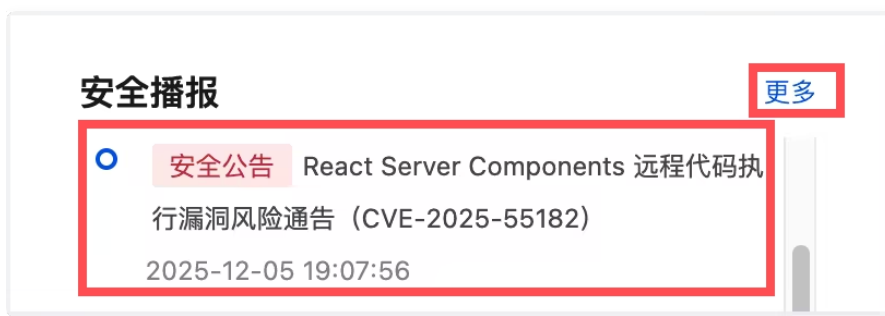 安全播报
更多
安全公告 React Server Components 远程代码执
行漏洞风险通告（CVE-2025-55182）
2025-12-05 19:07:56